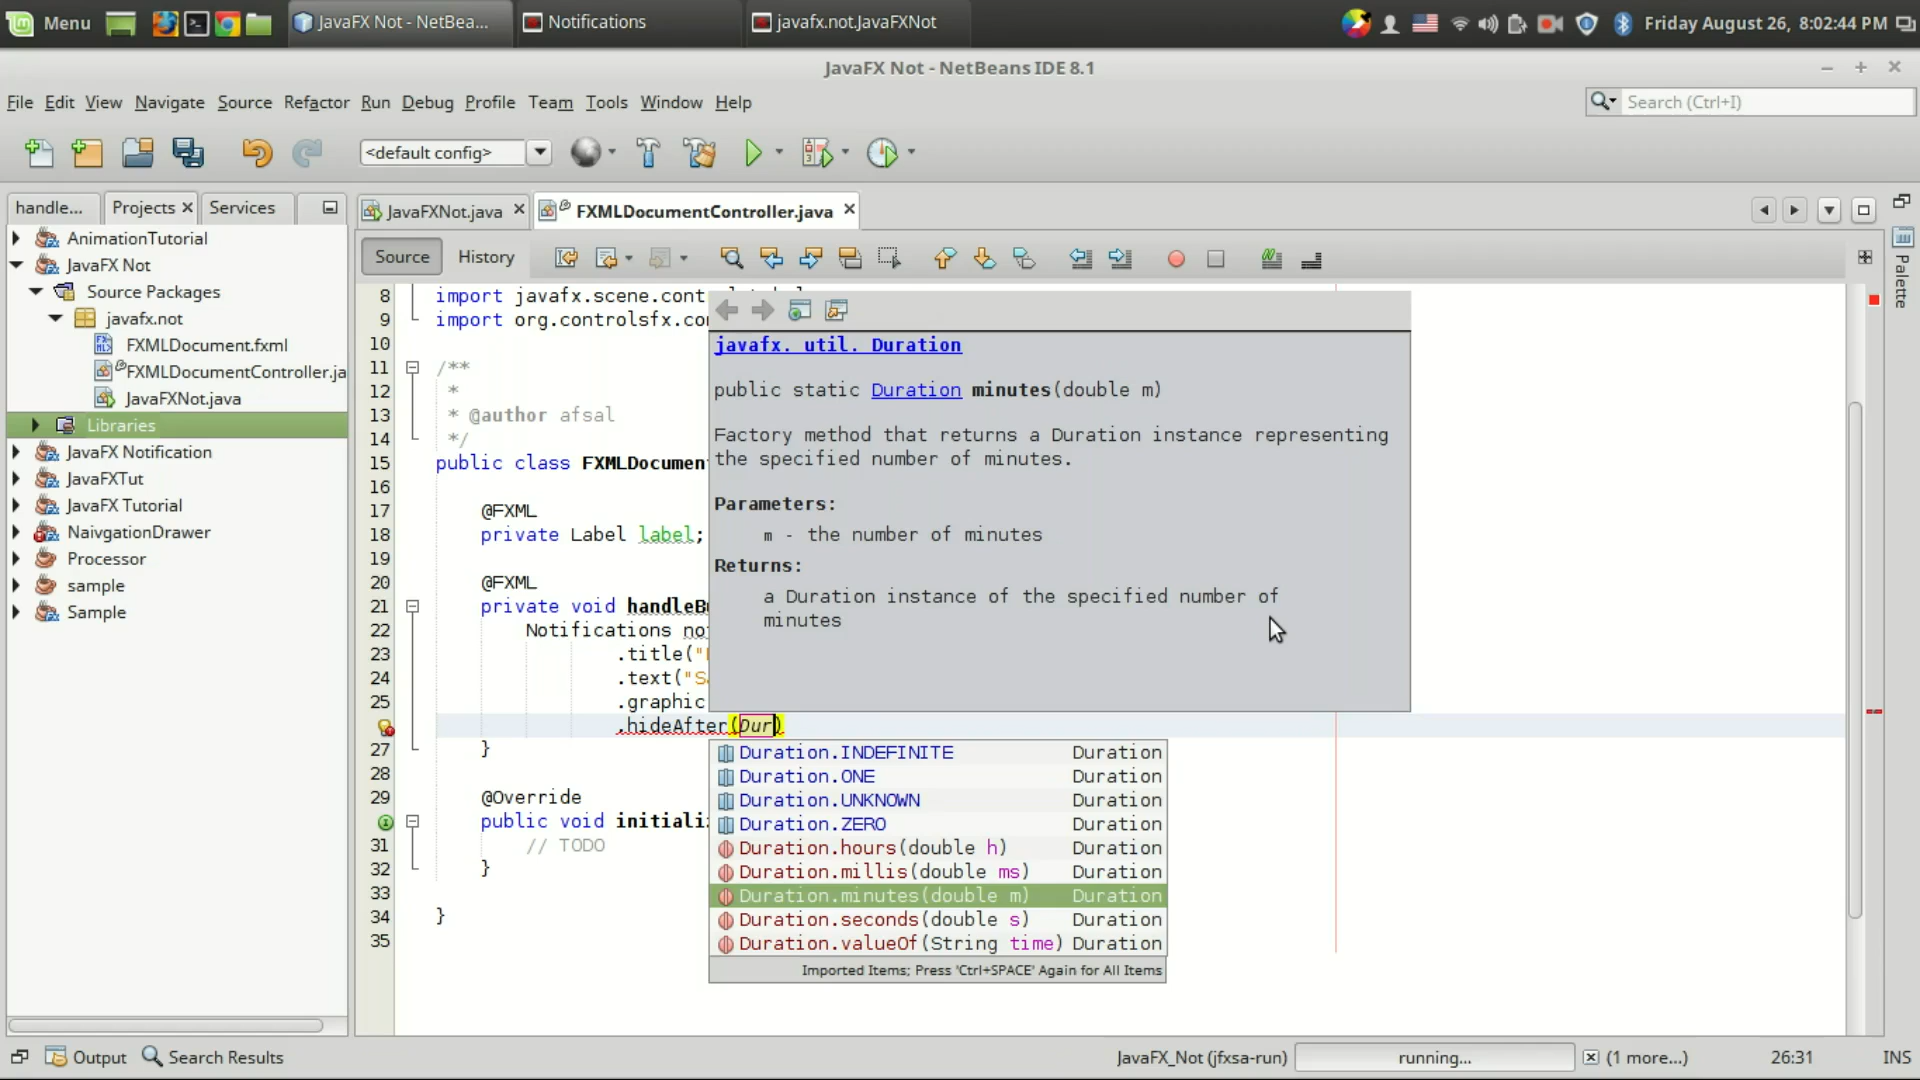 Menu
JavaFX Not - NetBea...
Notifications
javafx.not.JavaFXNot
Friday August 26, 8:02:44 PM
JavaFX Not - NetBeans IDE 8.1
File Edit View Navigate Source Refactor Run Debug Profile Team Tools Window Help
Search (Ctrl+I)
<default config>
handle...
Projects
Services
JavaFXNot.java
FXMLDocumentController.java
Source
History
Palette
AnimationTutorial
JavaFX Not
Source Packages
javafx.not
FXMLDocument.fxml
FXMLDocumentController.ja
JavaFXNot.java
Libraries
JavaFX Notification
JavaFXTut
JavaFX Tutorial
NaivgationDrawer
Processor
sample
Sample
8 import javafx.scene.cont
9 import org.controlsfx.co
10
11 /**
12 *
13 * @author afsal
14 */
15 public class FXMLDocumen
16
17 @FXML
18 private Label label;
19
20 @FXML
21 private void handleB
22 Notifications no
23 .title("
24 .text("S
25 .graphic
.hideAfter(Dur)
27 }
28
29 @Override
public void initiali
31 // TODO
32 }
33
34 }
35
javafx. util. Duration
public static Duration minutes(double m)
Factory method that returns a Duration instance representing
the specified number of minutes.
Parameters:
m - the number of minutes
Returns:
a Duration instance of the specified number of
minutes
Duration.INDEFINITE Duration
Duration.ONE Duration
Duration.UNKNOWN Duration
Duration.ZERO Duration
Duration.hours(double h) Duration
Duration.millis(double ms) Duration
Duration.minutes(double m) Duration
Duration.seconds(double s) Duration
Duration.valueOf(String time) Duration
Imported Items; Press 'Ctrl+SPACE' Again for All Items
Output
Search Results
JavaFX_Not (jfxsa-run)
running...
(1 more...)
26:31
INS